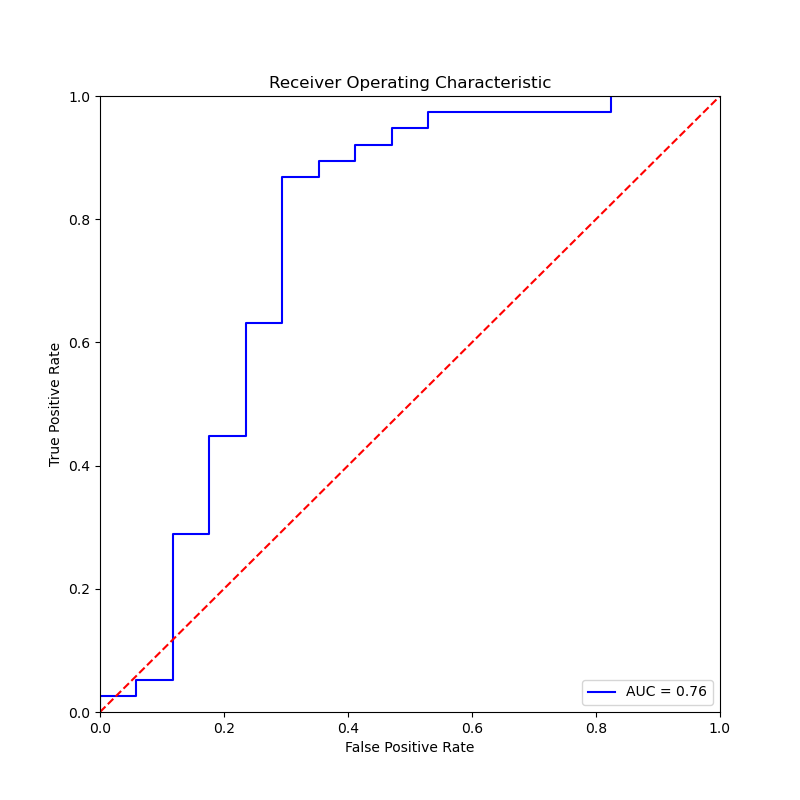 Receiver Operating Characteristic
1.0
0.8
0.6
0.4
0.2
0.0
True Positive Rate
AUC = 0.76
0.0 0.2 0.4 0.6 0.8 1.0
False Positive Rate